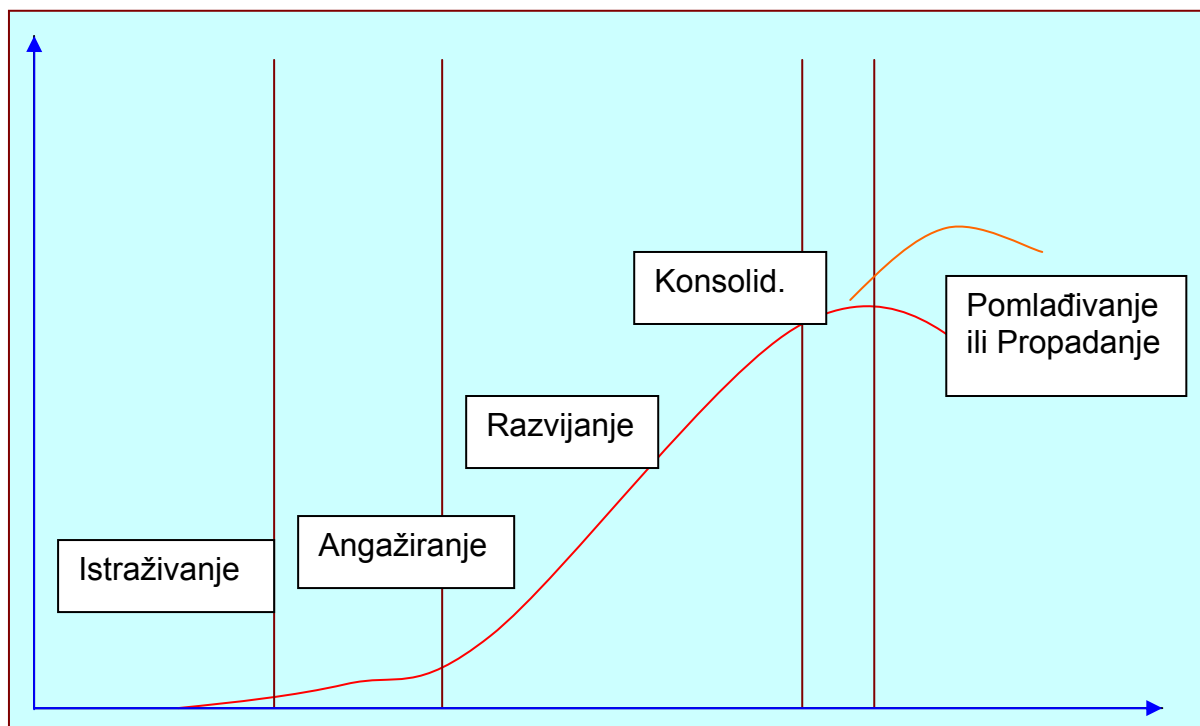 Istraživanje
Angažiranje
Razvijanje
Konsolid.
Pomlađivanje
ili Propadanje